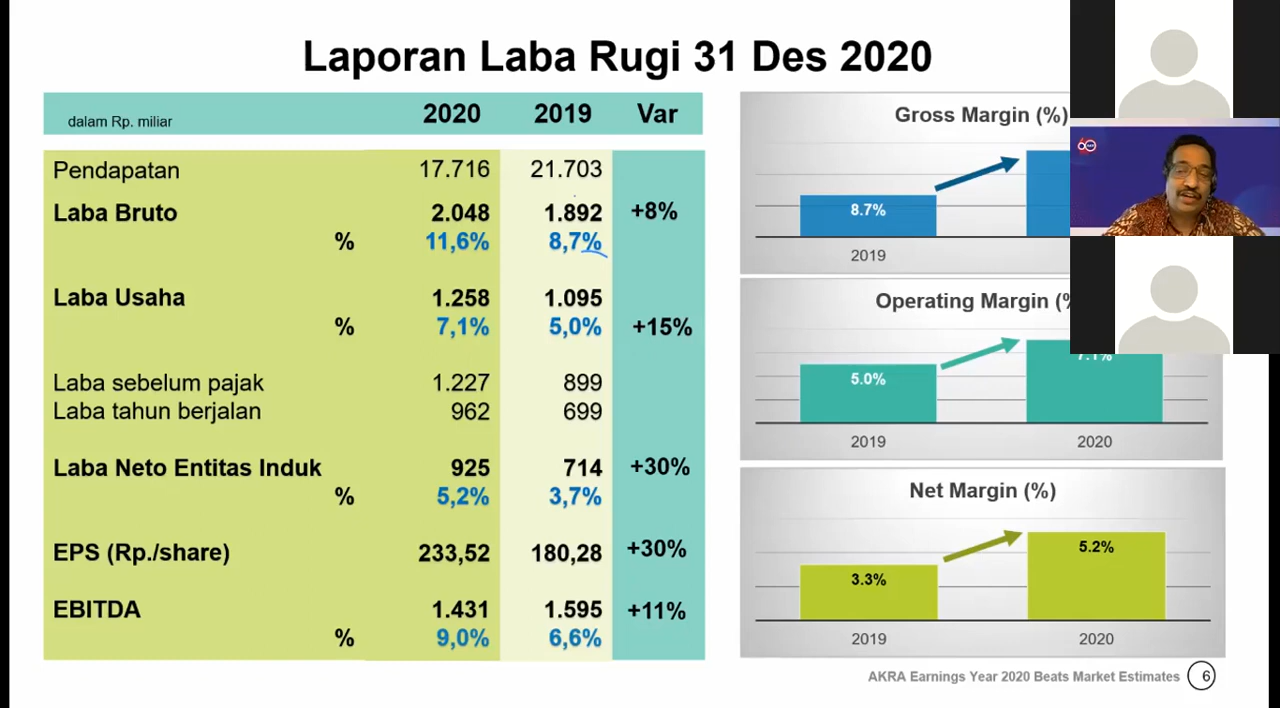 Laporan Laba Rugi 31 Des 2020
dalam Rp. miliar 2020 2019 Var
Pendapatan 17.716 21.703
Laba Bruto 2.048 1.892 +8%
% 11,6% 8,7%
Laba Usaha 1.258 1.095
% 7,1% 5,0% +15%
Laba sebelum pajak 1.227 899
Laba tahun berjalan 962 699
Laba Neto Entitas Induk 925 714 +30%
% 5,2% 3,7%
EPS (Rp./share) 233,52 180,28 +30%
EBITDA 1.431 1.595 +11%
% 9,0% 6,6%
Gross Margin (%)
8.7%
2019
Operating Margin (%
5.0% 7.1%
2019 2020
Net Margin (%)
3.3% 5.2%
2019 2020
AKRA Earnings Year 2020 Beats Market Estimates 6